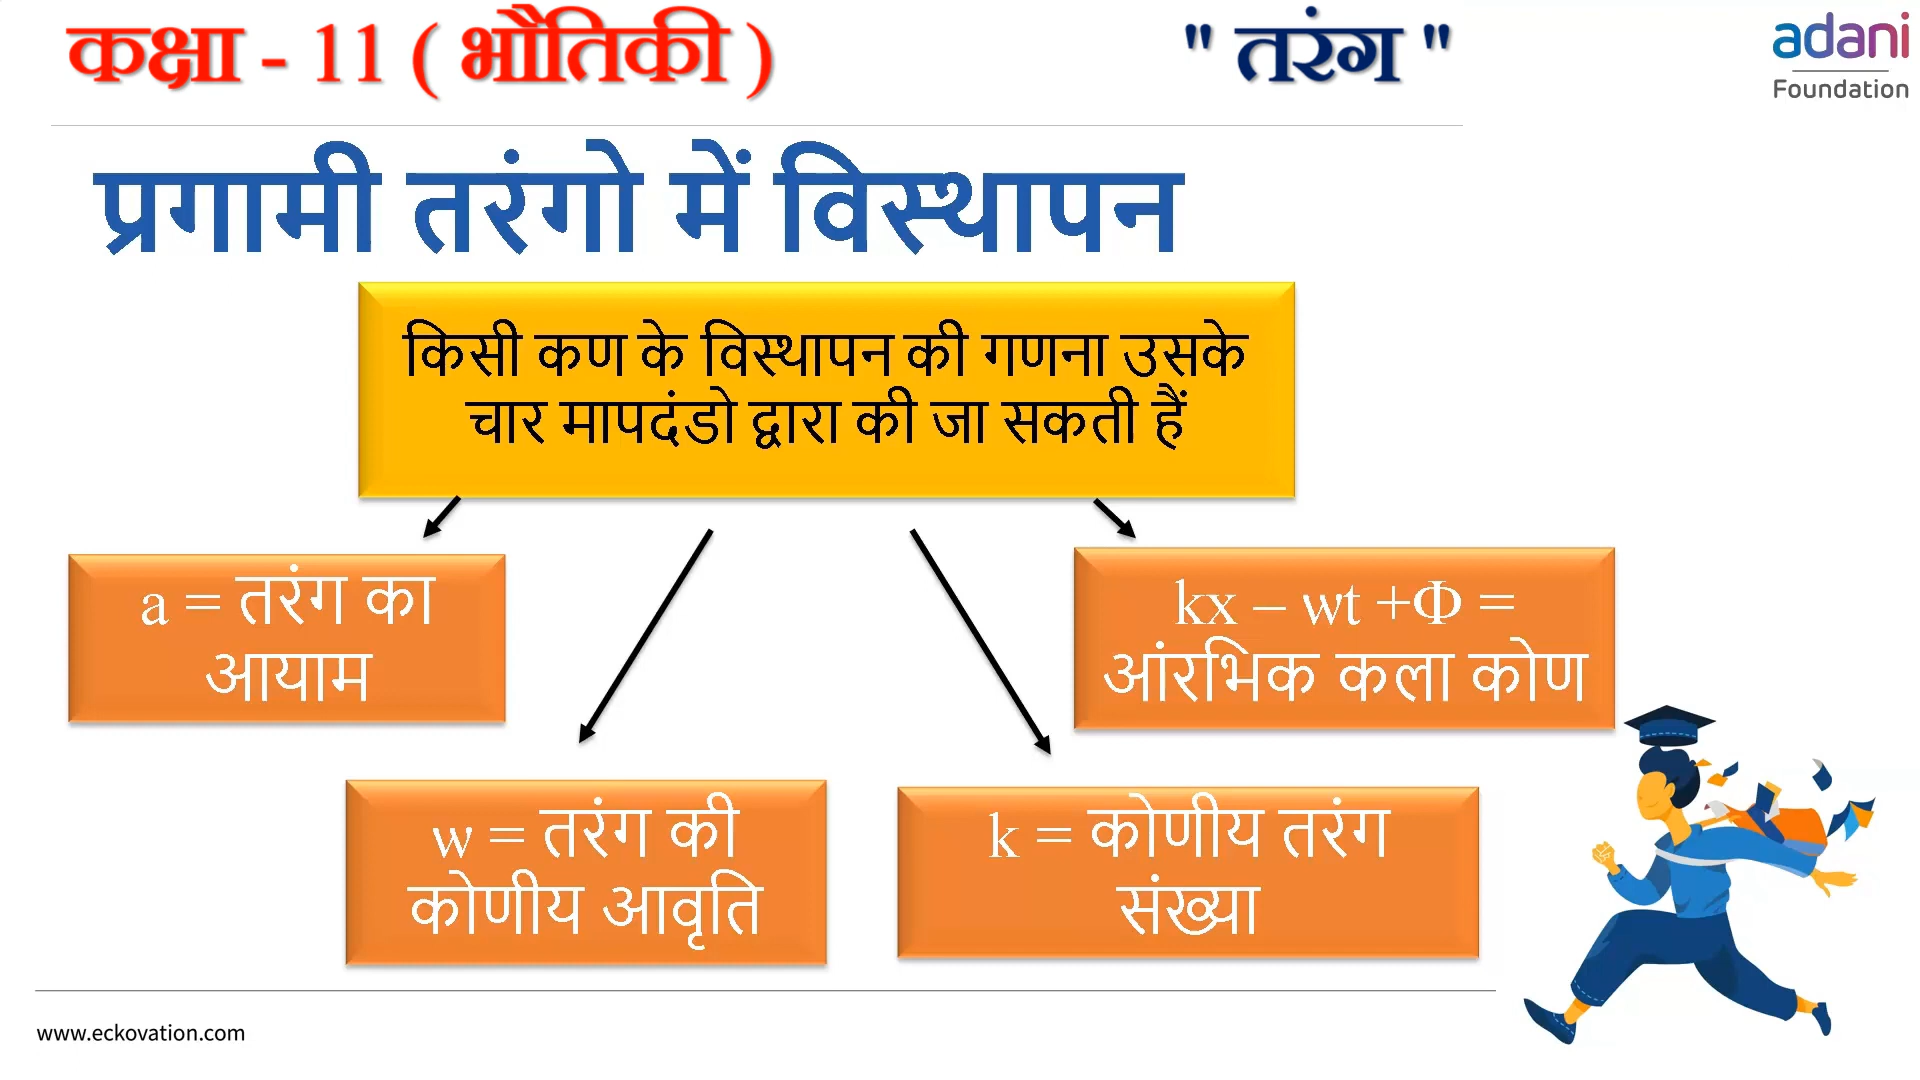 कक्षा - 11 ( भौतिकी )
" तरंग "
adani
Foundation
प्रगामी तरंगो में विस्थापन
किसी कण के विस्थापन की गणना उसके
चार मापदंडो द्वारा की जा सकती हैं
a = तरंग का
आयाम
kx – wt +Φ =
आंरभिक कला कोण
w = तरंग की
कोणीय आवृति
k = कोणीय तरंग
संख्या
www.eckovation.com